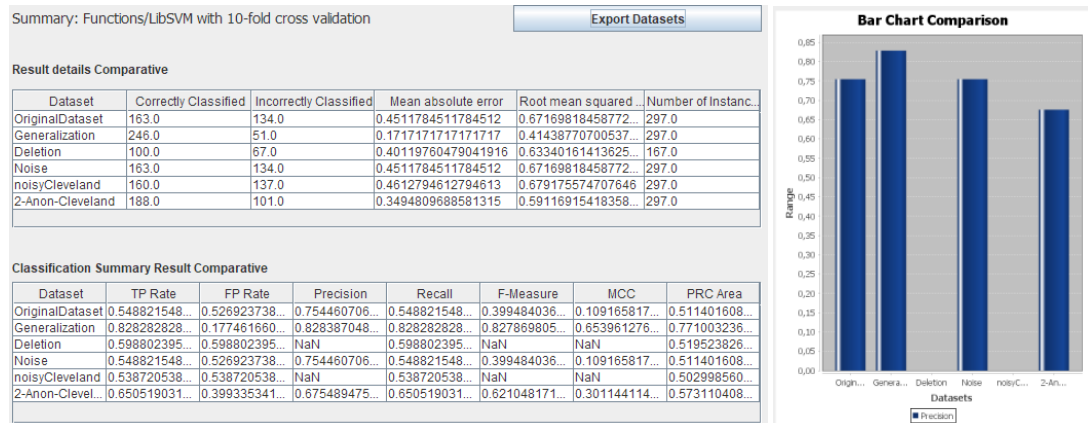 Summary: Functions/LibSVM with 10-fold cross validation
Export Datasets
Result details Comparative
Dataset Correctly Classified Incorrectly Classified Mean absolute error Root mean squared ... Number of Instanc...
OriginalDataset 163.0 134.0 0.4511784511784512 0.67169818458772... 297.0
Generalization 246.0 51.0 0.1717171717171717 0.41438770700537... 297.0
Deletion 100.0 67.0 0.40119760479041916 0.63340161413625... 167.0
Noise 163.0 134.0 0.4511784511784512 0.67169818458772... 297.0
noisyCleveland 160.0 137.0 0.4612794612794613 0.679175574707646 297.0
2-Anon-Cleveland 188.0 101.0 0.3494809688581315 0.59116915418358... 297.0
Classification Summary Result Comparative
Dataset TP Rate FP Rate Precision Recall F-Measure MCC PRC Area
OriginalDataset 0.548821548... 0.526923738... 0.754460706... 0.548821548... 0.399484036... 0.109165817... 0.511401608...
Generalization 0.828282828... 0.177461660... 0.828387048... 0.828282828... 0.827869805... 0.653961276... 0.771003236...
Deletion 0.598802395... 0.598802395... NaN 0.598802395... NaN NaN 0.519523826...
Noise 0.548821548... 0.526923738... 0.754460706... 0.548821548... 0.399484036... 0.109165817... 0.511401608...
noisyCleveland 0.538720538... 0.538720538... NaN 0.538720538... NaN NaN 0.502998560...
2-Anon-Clevel... 0.650519031... 0.399335341... 0.675489475... 0.650519031... 0.621048171... 0.301144114... 0.573110408...
Bar Chart Comparison
0,85
0,80
0,75
0,70
0,65
0,60
0,55
0,50
0,45
0,40
0,35
0,30
0,25
0,20
0,15
0,10
0,05
0,00
Range
Origin... Genera... Deletion Noise noisyC... 2-An...
Datasets
Precision